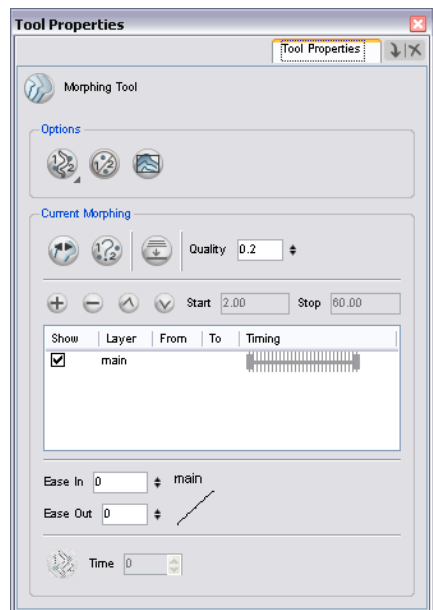 Tool Properties
Tool Properties
Morphing Tool
Options
Current Morphing
Quality 0.2
Start 2.00 Stop 60.00
Show Layer From To Timing
main
Ease In 0 main
Ease Out 0
Time 0